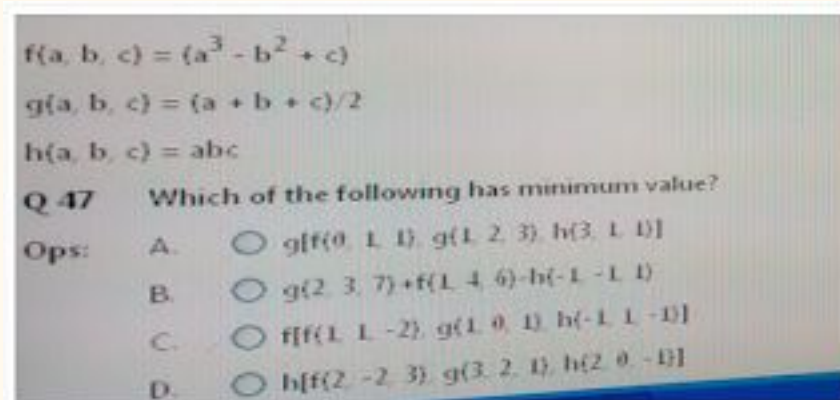 f(a, b, c) = (a³ - b² + c)
g(a, b, c) = (a + b + c)/2
h(a, b, c) = abc
Q 47 Which of the following has minimum value?
Ops: A. g[f(0, 1, 1), g(1, 2, 3), h(3, 1, 1)]
B. g(2, 3, 7)+f(1, 4, 6)-h(-1, -1, 1)
C. f[f(1, 1, -2), g(1, 0, 1), h(-1, 1, -1)]
D. h[f(2, -2, 3), g(3, 2, 1), h(2, 0, -1)]